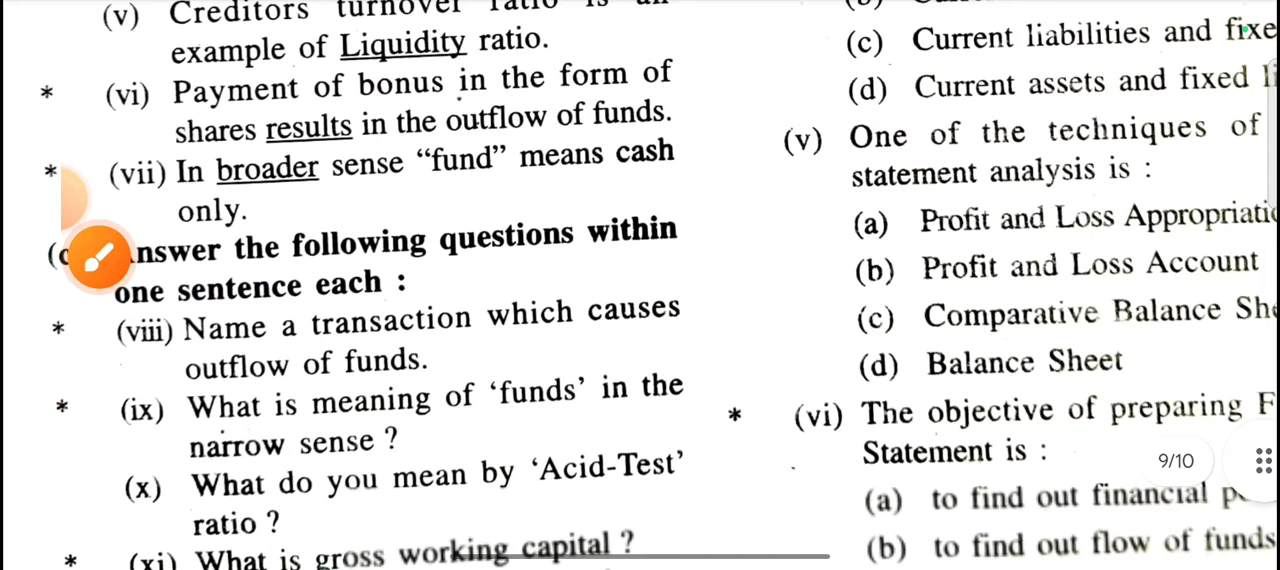 (v) Creditors turnover ratio is an
example of Liquidity ratio.
* (vi) Payment of bonus in the form of
shares results in the outflow of funds.
* (vii) In broader sense “fund” means cash
only.
nswer the following questions within
one sentence each :
* (viii) Name a transaction which causes
outflow of funds.
* (ix) What is meaning of ‘funds’ in the
narrow sense ?
(x) What do you mean by ‘Acid-Test’
ratio ?
* (xi) What is gross working capital ?
(c) Current liabilities and fixe
(d) Current assets and fixed li
(v) One of the techniques of
statement analysis is :
(a) Profit and Loss Appropriatio
(b) Profit and Loss Account
(c) Comparative Balance She
(d) Balance Sheet
* (vi) The objective of preparing F
Statement is :
(a) to find out financial p
(b) to find out flow of funds
9/10